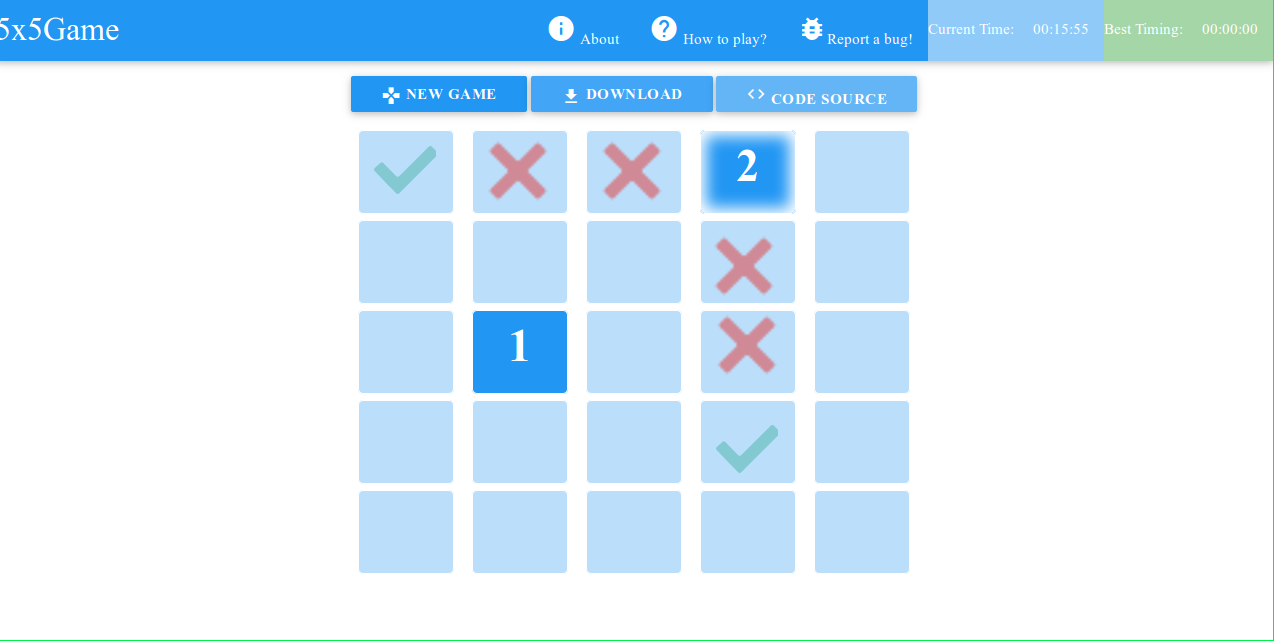 5x5Game
About
How to play?
Report a bug!
Current Time: 00:15:55
Best Timing: 00:00:00
NEW GAME
DOWNLOAD
CODE SOURCE
2
1